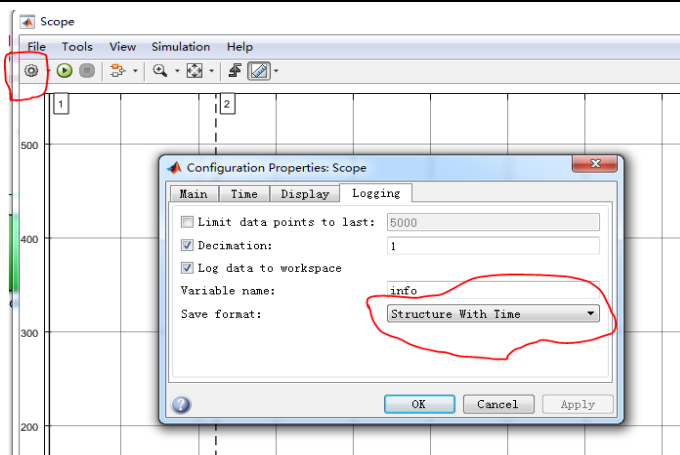 Scope
File Tools View Simulation Help
1
2
500
400
300
200
Configuration Properties: Scope
Main Time Display Logging
Limit data points to last: 5000
Decimation: 1
Log data to workspace
Variable name: info
Save format: Structure With Time
OK Cancel Apply